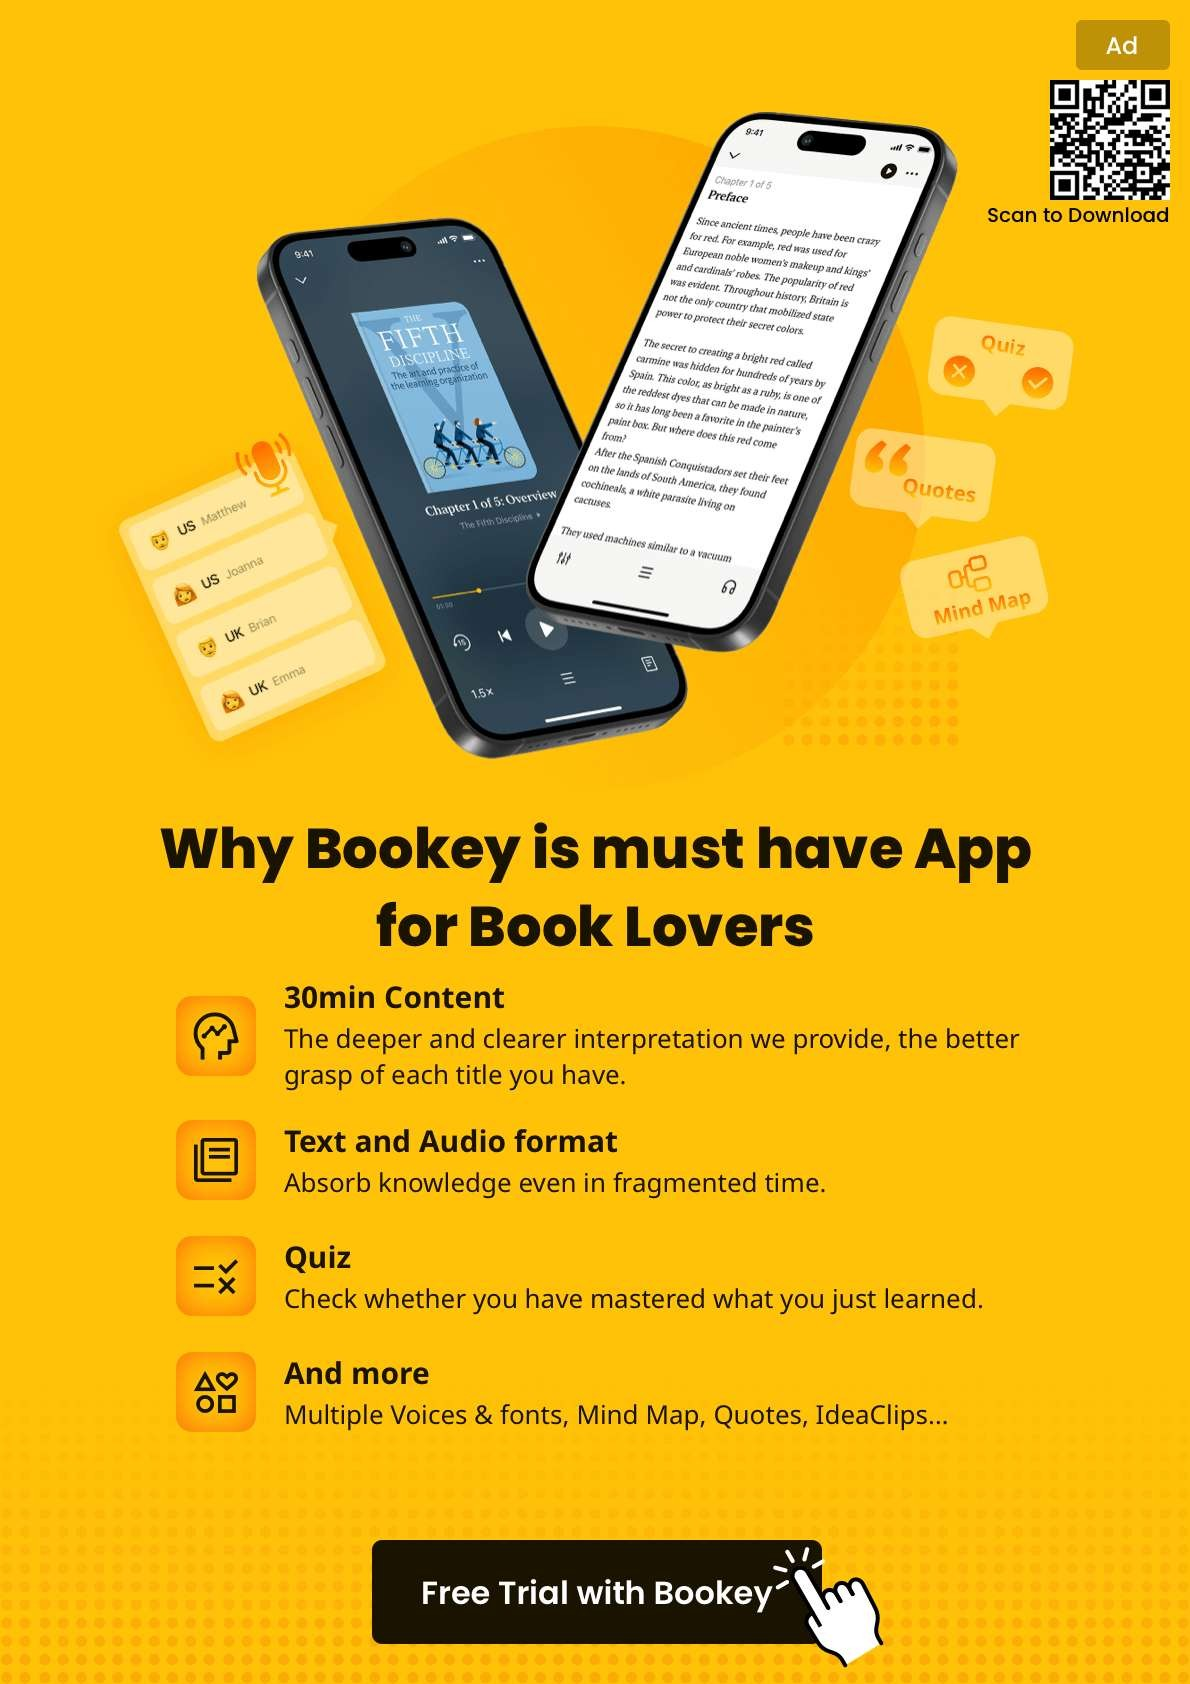 Ad
Scan to Download
9:41
Chapter 1 of 5
Preface
Since ancient times, people have been crazy
for red. For example, red was used for
European noble women's makeup and kings'
and cardinals' robes. The popularity of red
was evident. Throughout history, Britain is
not the only country that mobilized state
power to protect their secret colors.
The secret to creating a bright red called
carmine was hidden for hundreds of years by
Spain. This color, as bright as a ruby, is one of
the reddest dyes that can be made in nature,
so it has long been a favorite in the painter's
paint box. But where does this red come
from?
After the Spanish Conquistadors set their feet
on the lands of South America, they found
cochineals, a white parasite living on
cactuses.
They used machines similar to a vacuum
9:41
THE
FIFTH
DISCIPLINE
The art and practice of
the learning organization
Chapter 1 of 5: Overview
The Fifth Discipline
01:00
15
1.5×
US Matthew
US Joanna
UK Brian
UK Emma
Quiz
Quotes
Mind Map
Why Bookey is must have App
for Book Lovers
30min Content
The deeper and clearer interpretation we provide, the better
grasp of each title you have.
Text and Audio format
Absorb knowledge even in fragmented time.
Quiz
Check whether you have mastered what you just learned.
And more
Multiple Voices & fonts, Mind Map, Quotes, IdeaClips...
Free Trial with Bookey